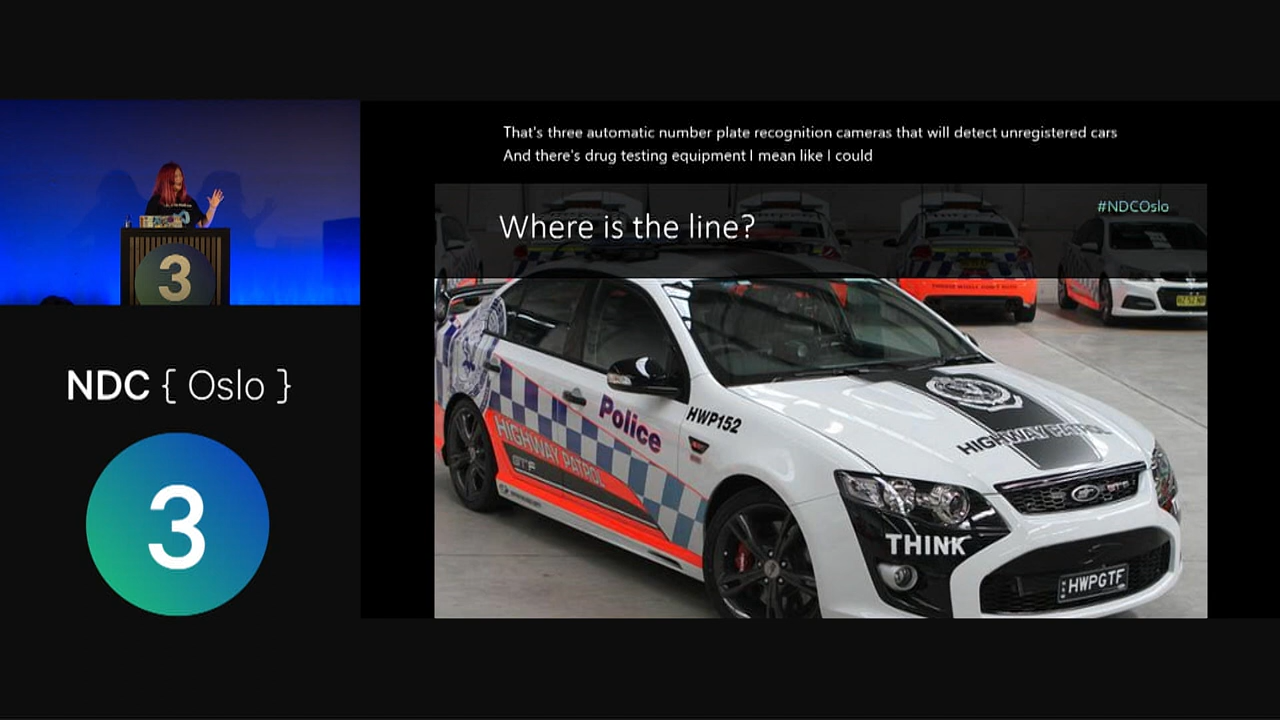 That's three automatic number plate recognition cameras that will detect unregistered cars
And there's drug testing equipment I mean like I could
#NDCOslo
Where is the line?
3
NDC { Oslo }
3
Police
HWP152
HIGHWAY PATROL
GTF
HIGHWAY PATROL
THINK
HWPGTF